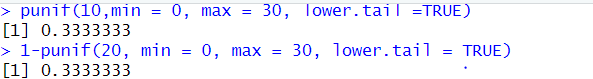 > punif(10,min = 0, max = 30, lower.tail =TRUE)
[1] 0.3333333
> 1-punif(20, min = 0, max = 30, lower.tail = TRUE)
[1] 0.3333333